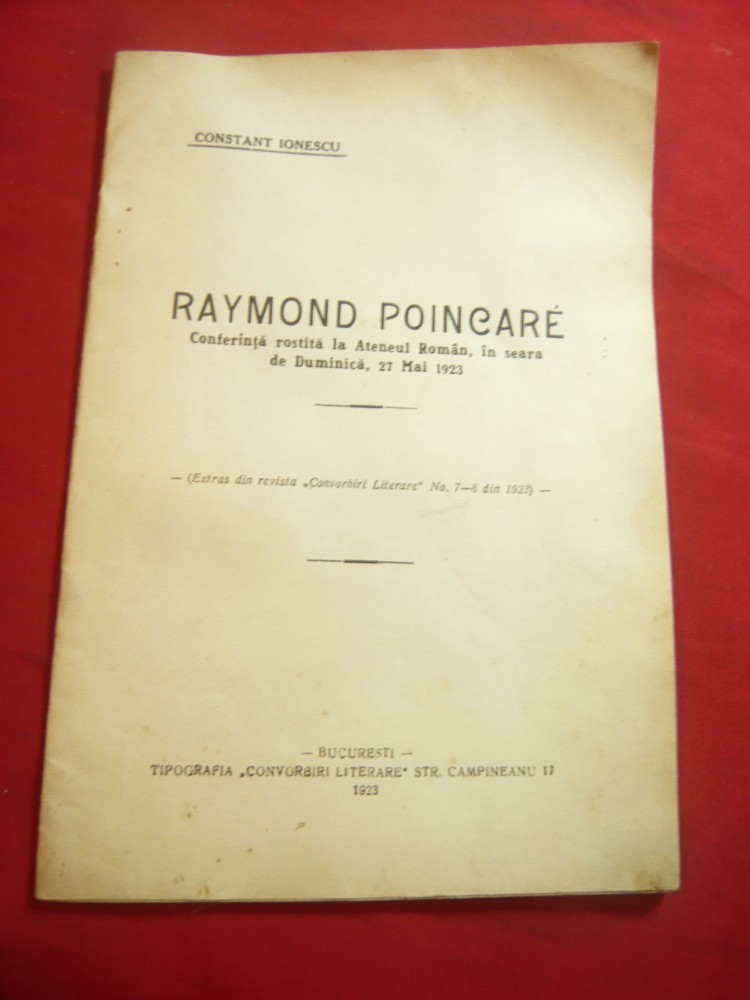 CONSTANT IONESCU
RAYMOND POINCARÉ
Conferință rostită la Ateneul Român, în seara
de Duminică, 27 Mai 1923
— (Extras din revista „Convorbiri Literare" No. 7—8 din 1923) —
— BUCUREȘTI —
TIPOGRAFIA „CONVORBIRI LITERARE" STR. CAMPINEANU 17
1923